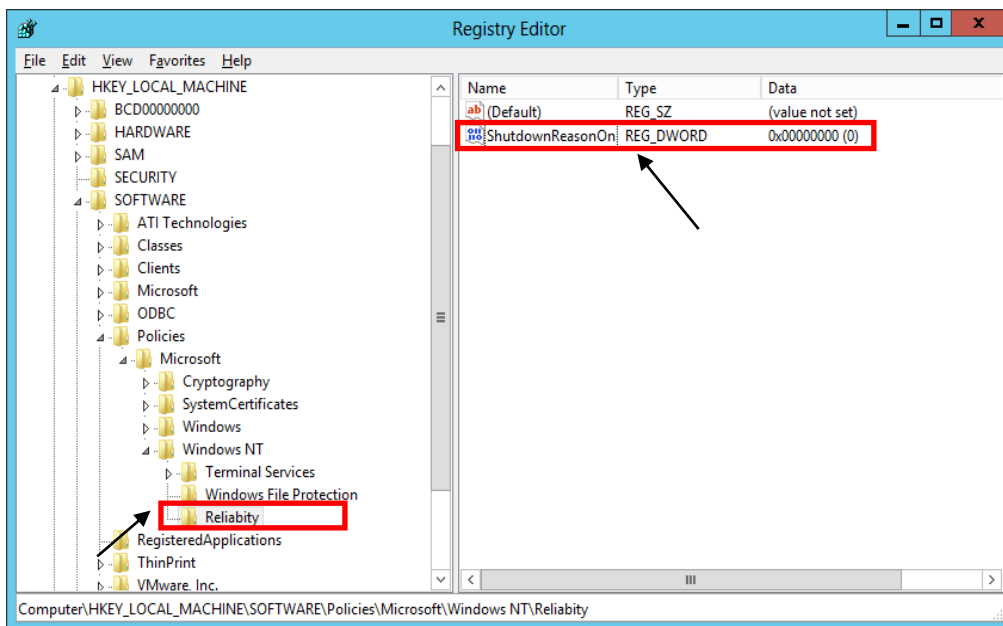 Registry Editor
File Edit View Favorites Help
HKEY_LOCAL_MACHINE
BCD00000000
HARDWARE
SAM
SECURITY
SOFTWARE
ATI Technologies
Classes
Clients
Microsoft
ODBC
Policies
Microsoft
Cryptography
SystemCertificates
Windows
Windows NT
Terminal Services
Windows File Protection
Reliabity
RegisteredApplications
ThinPrint
VMware, Inc.
Name Type Data
(Default) REG_SZ (value not set)
ShutdownReasonOn REG_DWORD 0x00000000 (0)
Computer\HKEY_LOCAL_MACHINE\SOFTWARE\Policies\Microsoft\Windows NT\Reliabity